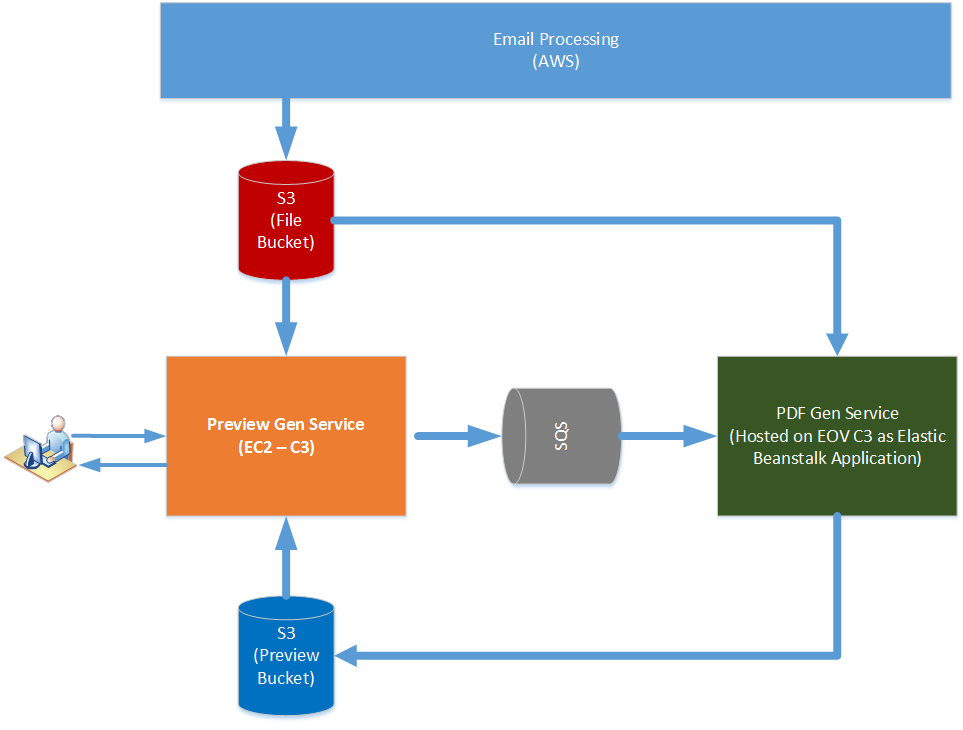 Email Processing
(AWS)
S3
(File
Bucket)
Preview Gen Service
(EC2 – C3)
SQS
PDF Gen Service
(Hosted on EOV C3 as Elastic
Beanstalk Application)
S3
(Preview
Bucket)